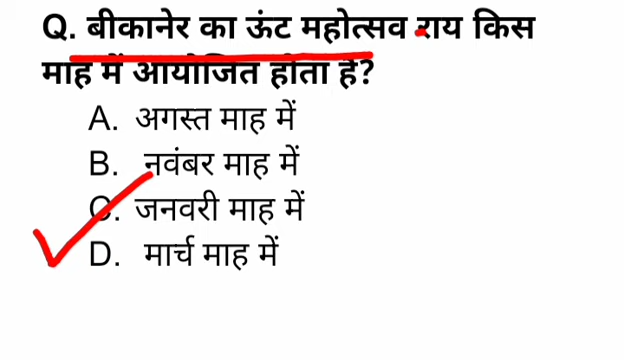 Q. बीकानेर का ऊंट महोत्सव राय किस
माह में आयोजित होता है?
A. अगस्त माह में
B. नवंबर माह में
C. जनवरी माह में
D. मार्च माह में